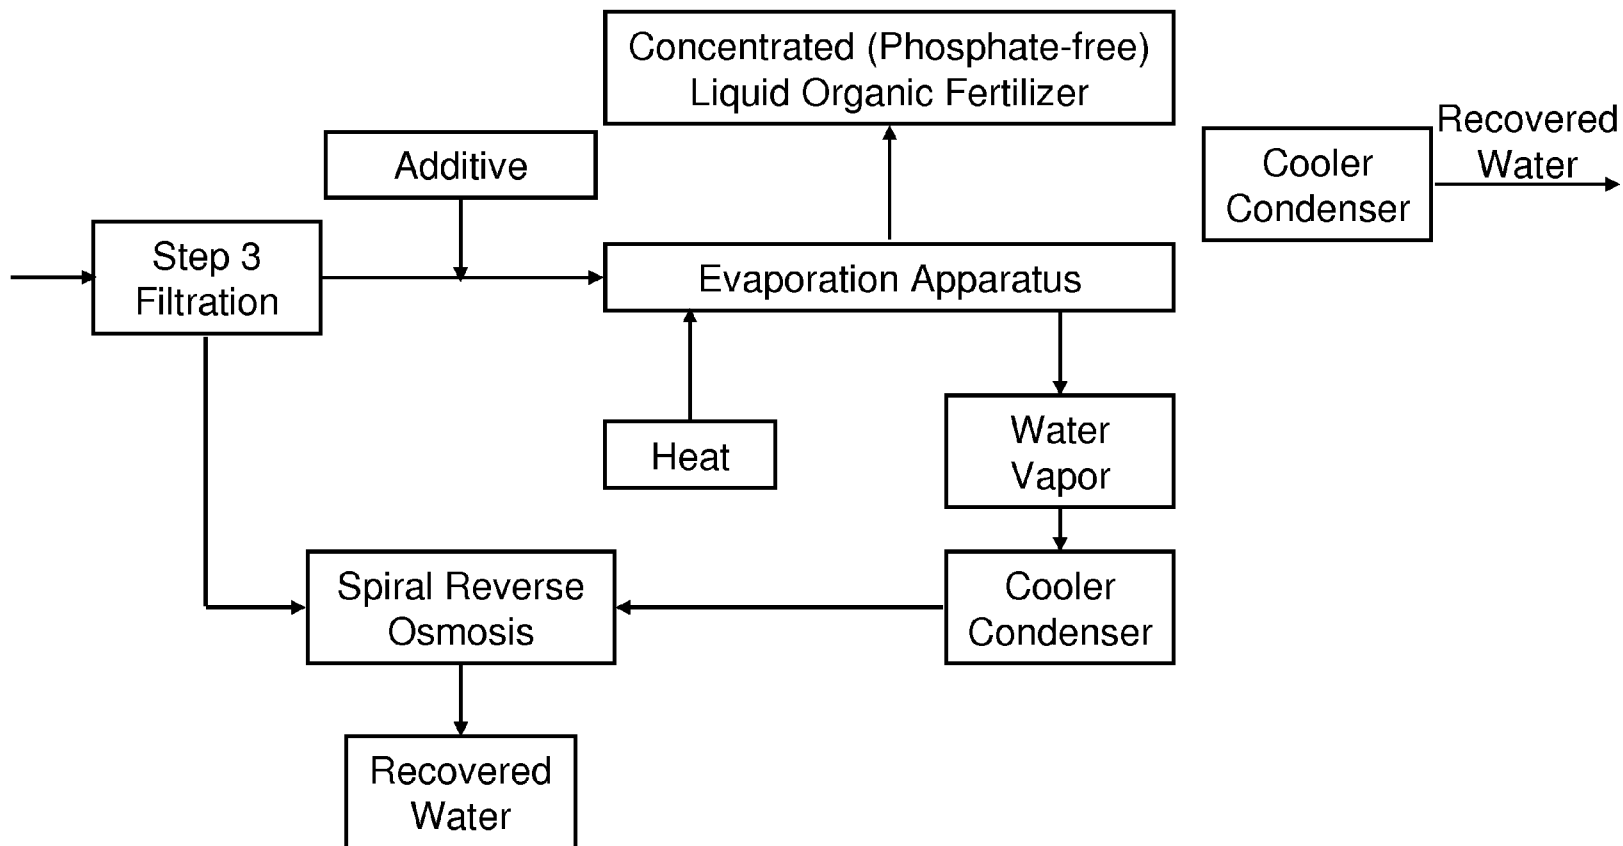 Concentrated (Phosphate-free)
Liquid Organic Fertilizer
Recovered
Water
Additive
Cooler
Condenser
Step 3
Filtration
Evaporation Apparatus
Heat
Water
Vapor
Spiral Reverse
Osmosis
Cooler
Condenser
Recovered
Water